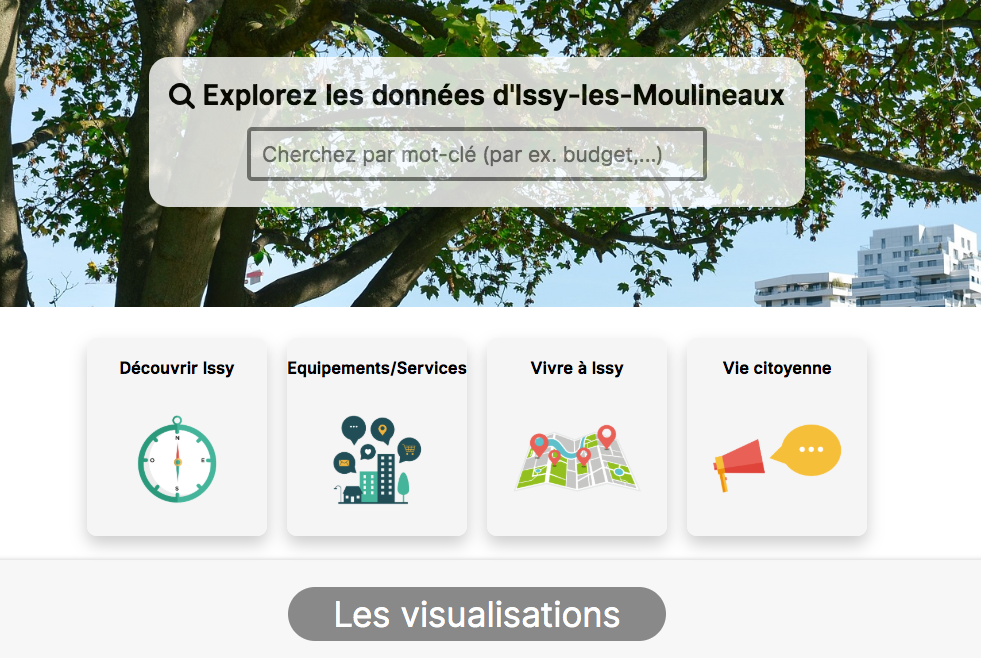 Explorez les données d'Issy-les-Moulineaux
Cherchez par mot-clé (par ex. budget,...)
Découvrir Issy
Equipements/Services
Vivre à Issy
Vie citoyenne
N
O
E
S
Les visualisations